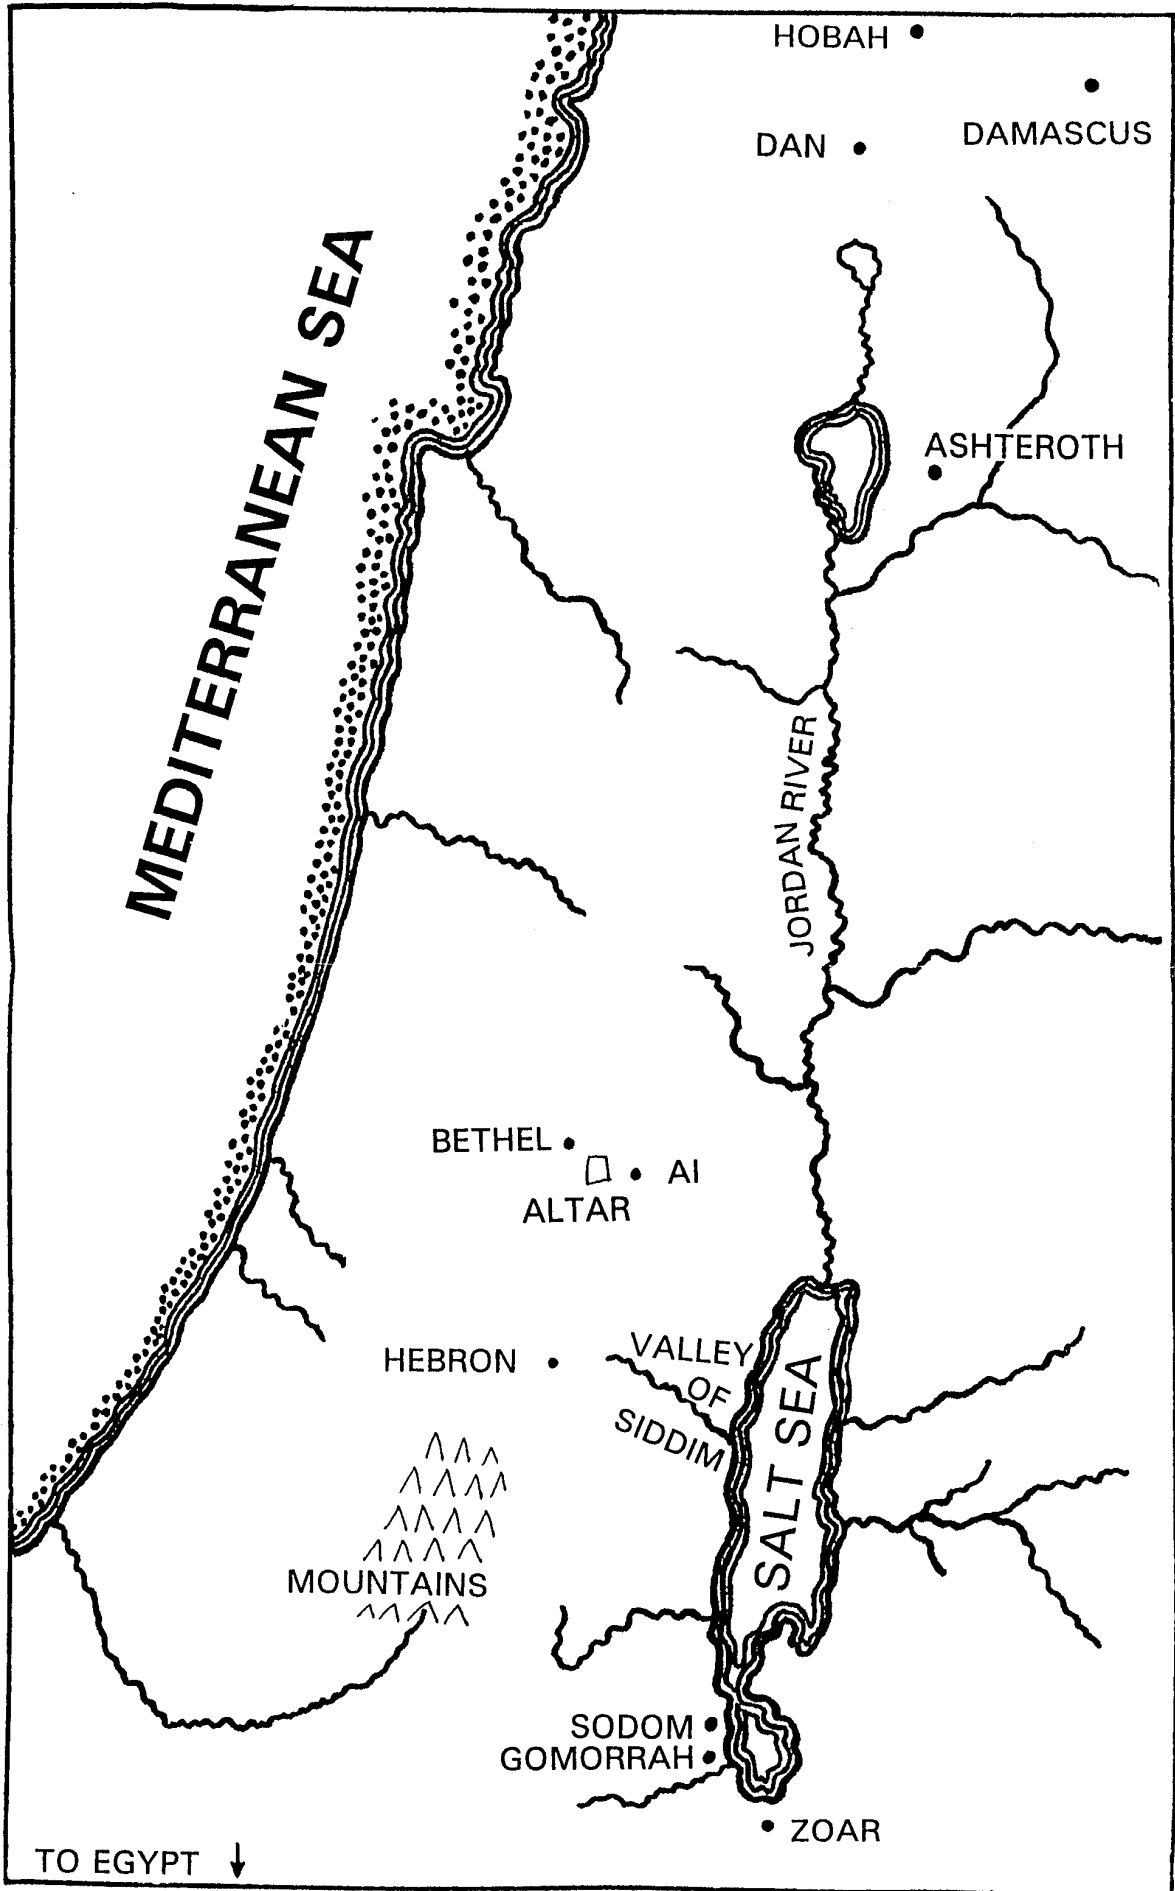 HOBAH
DAMASCUS
DAN
MEDITERRANEAN SEA
ASHTEROTH
JORDAN RIVER
BETHEL
AI
ALTAR
HEBRON
VALLEY
OF
SIDDIM
SALT SEA
MOUNTAINS
SODOM
GOMORRAH
ZOAR
TO EGYPT